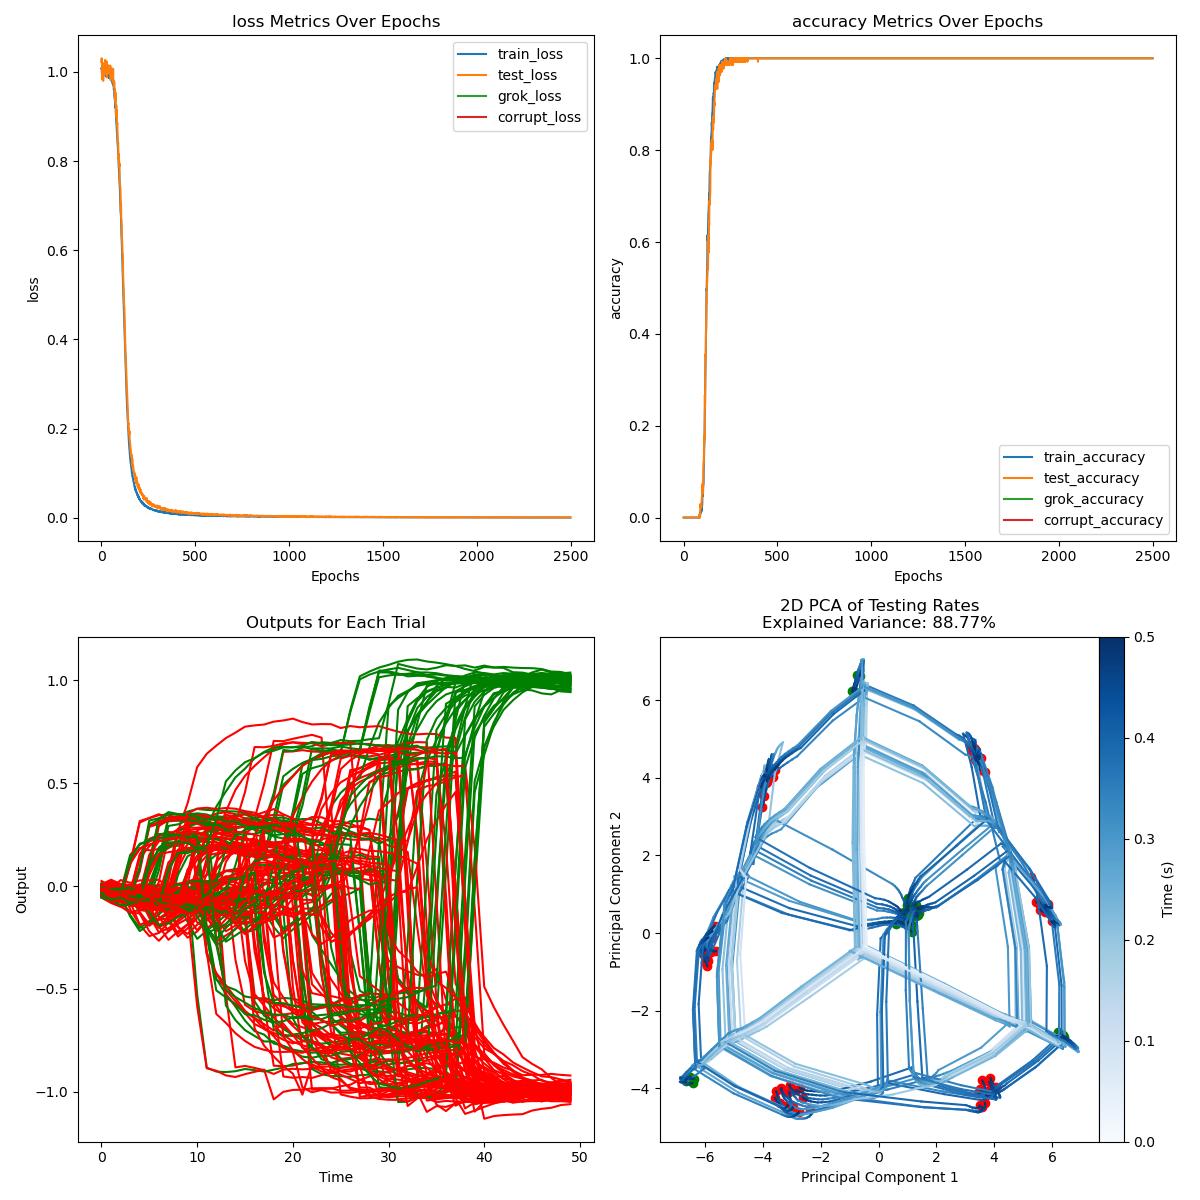 loss Metrics Over Epochs
1.0
0.8
0.6
0.4
0.2
0.0
loss
train_loss
test_loss
grok_loss
corrupt_loss
0
500
1000
1500
2000
2500
Epochs
accuracy Metrics Over Epochs
1.0
0.8
0.6
0.4
0.2
0.0
accuracy
train_accuracy
test_accuracy
grok_accuracy
corrupt_accuracy
0
500
1000
1500
2000
2500
Epochs
Outputs for Each Trial
1.0
0.5
0.0
−0.5
−1.0
Output
0
10
20
30
40
50
Time
2D PCA of Testing Rates
Explained Variance: 88.77%
6
4
2
0
−2
−4
Principal Component 2
−6
−4
−2
0
2
4
6
Principal Component 1
0.5
0.4
0.3
0.2
0.1
0.0
Time (s)